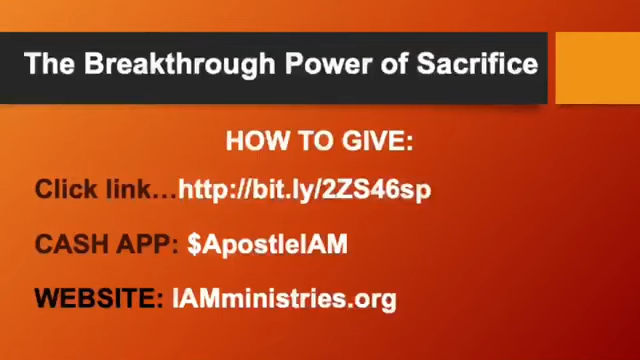 The Breakthrough Power of Sacrifice
HOW TO GIVE:
Click link…http://bit.ly/2ZS46sp
CASH APP: $ApostleIAM
WEBSITE: IAMministries.org